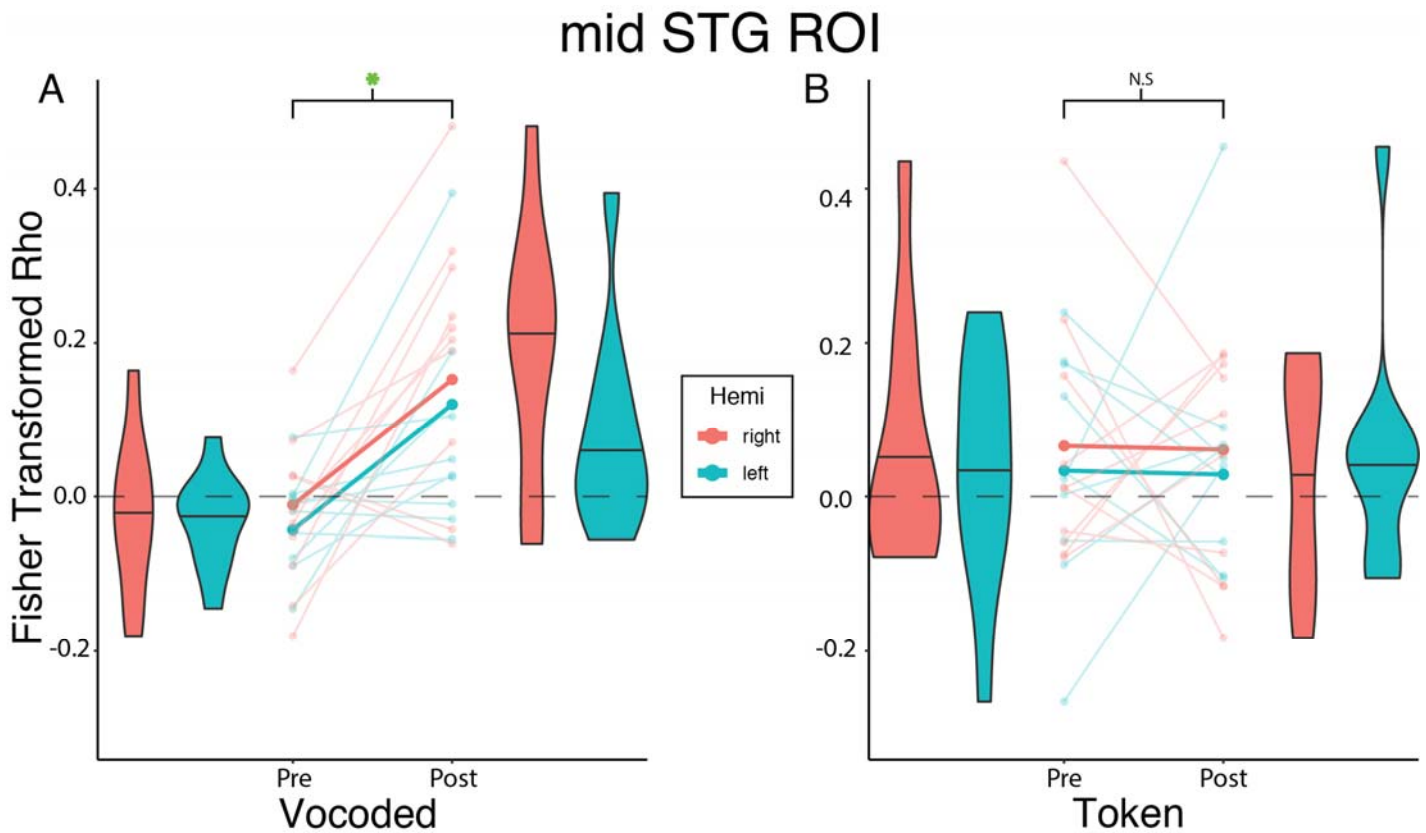 mid STG ROI
A
*
B
N.S
Fisher Transformed Rho
0.4
0.2
0.0
-0.2
Pre
Post
Vocoded
Hemi
right
left
0.4
0.2
0.0
-0.2
Pre
Post
Token